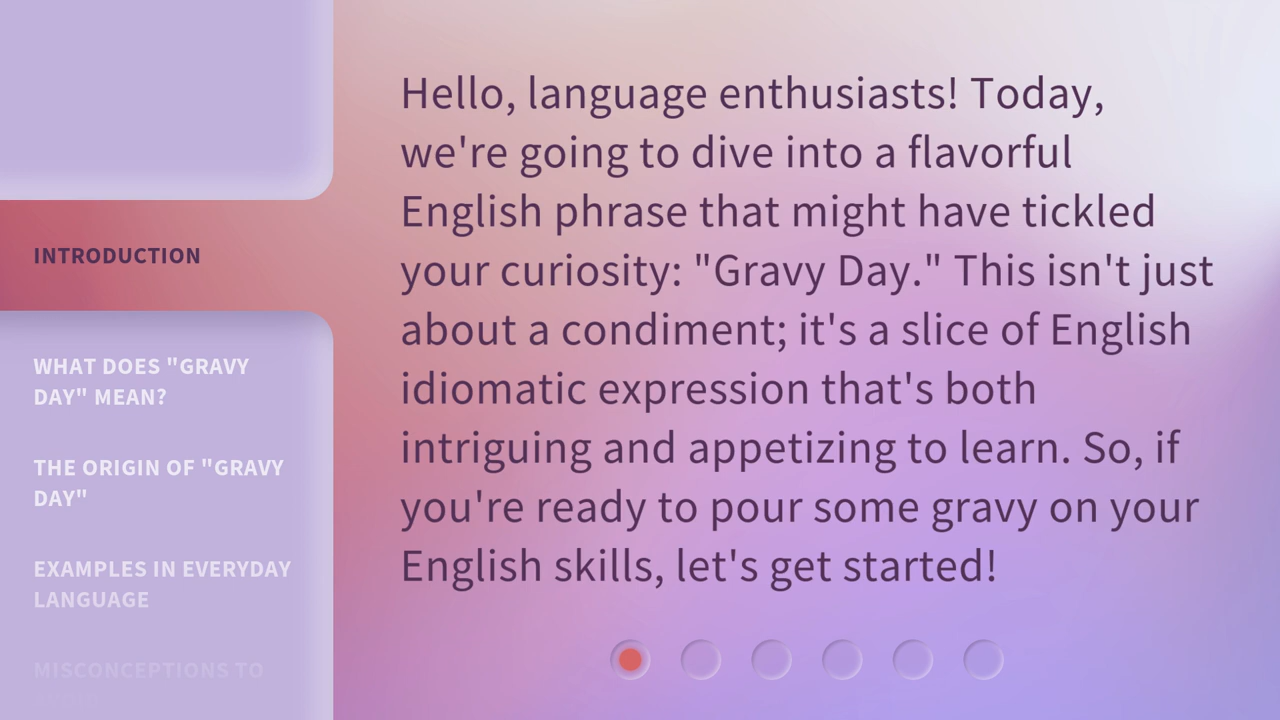 INTRODUCTION
WHAT DOES "GRAVY
DAY" MEAN?
THE ORIGIN OF "GRAVY
DAY"
EXAMPLES IN EVERYDAY
LANGUAGE
MISCONCEPTIONS TO
Hello, language enthusiasts! Today,
we're going to dive into a flavorful
English phrase that might have tickled
your curiosity: "Gravy Day." This isn't just
about a condiment; it's a slice of English
idiomatic expression that's both
intriguing and appetizing to learn. So, if
you're ready to pour some gravy on your
English skills, let's get started!